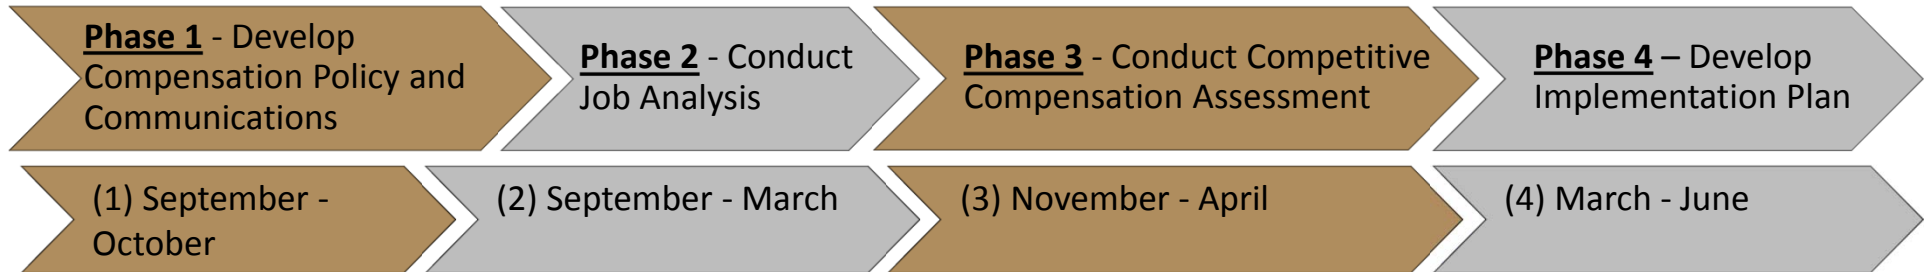 Phase 1 - Develop
Compensation Policy and
Communications
Phase 2 - Conduct
Job Analysis
Phase 3 - Conduct Competitive
Compensation Assessment
Phase 4 – Develop
Implementation Plan
(1) September -
October
(2) September - March
(3) November - April
(4) March - June